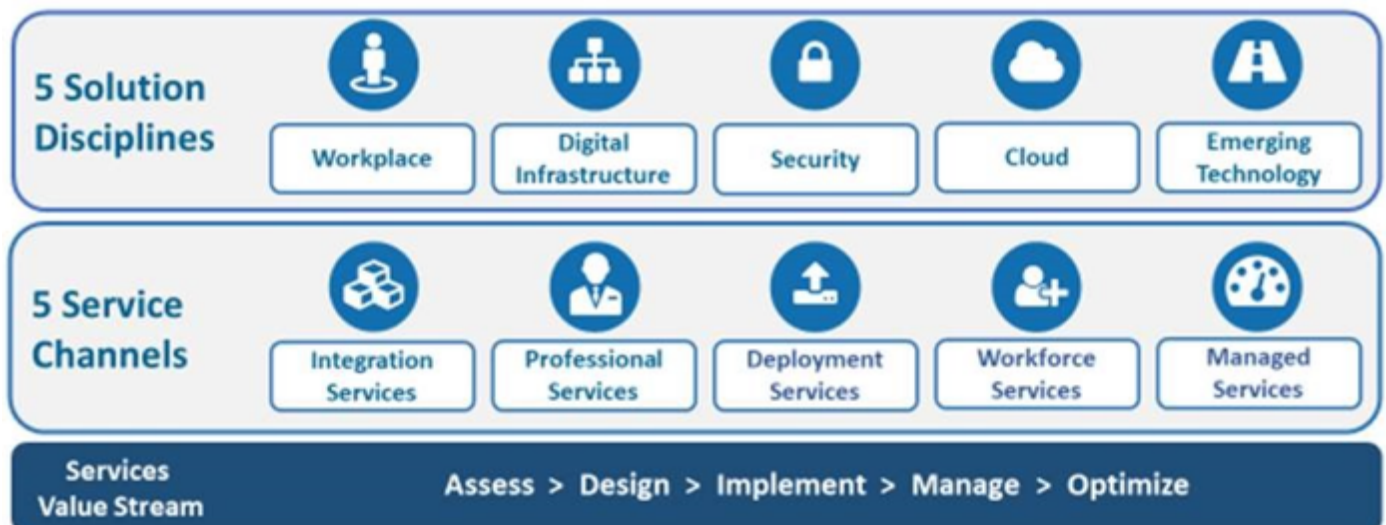 5 Solution
Disciplines
Workplace
Digital
Infrastructure
Security
Cloud
Emerging
Technology
5 Service
Channels
Integration
Services
Professional
Services
Deployment
Services
Workforce
Services
Managed
Services
Services
Value Stream
Assess > Design > Implement > Manage > Optimize